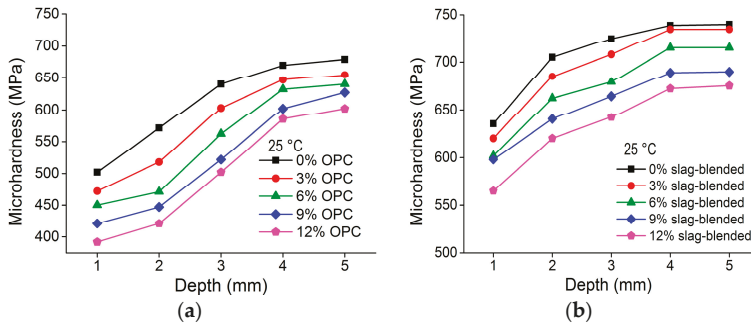 750
700
650
600
550
500
450
400
Microhardness (MPa)
25 °C
0% OPC
3% OPC
6% OPC
9% OPC
12% OPC
1 2 3 4 5
Depth (mm)
(a)
750
700
650
600
550
500
Microhardness (MPa)
25 °C
0% slag-blended
3% slag-blended
6% slag-blended
9% slag-blended
12% slag-blended
1 2 3 4 5
Depth (mm)
(b)